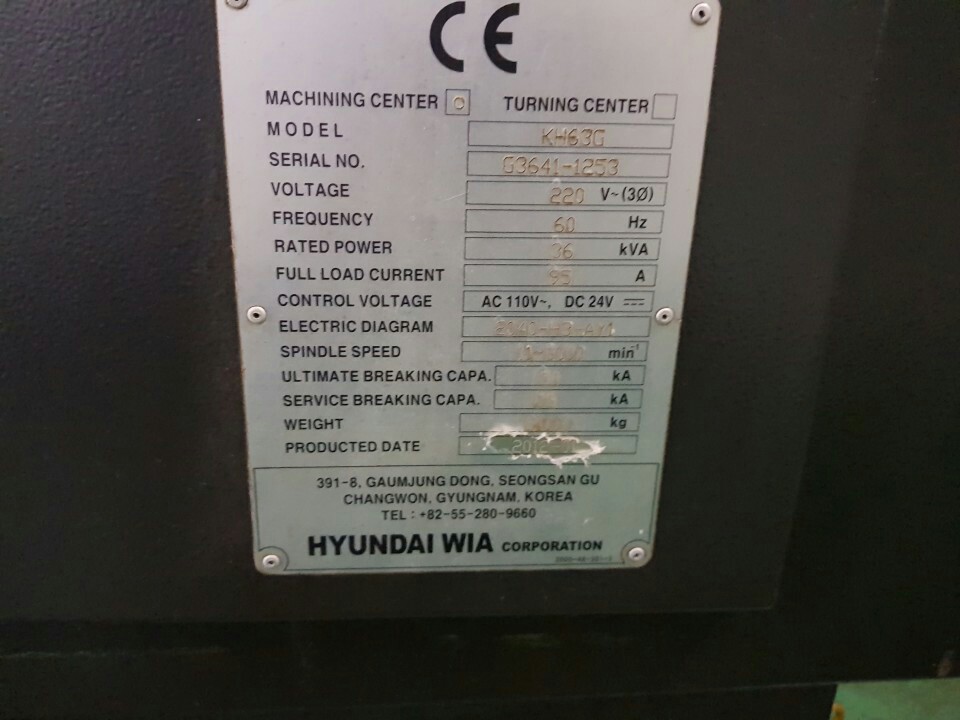 CE
MACHINING CENTER O TURNING CENTER
MODEL KH63G
SERIAL NO. G3641-1253
VOLTAGE 220 V~(3Ø)
FREQUENCY 60 Hz
RATED POWER 36 kVA
FULL LOAD CURRENT 95 A
CONTROL VOLTAGE AC 110V~, DC 24V
ELECTRIC DIAGRAM
SPINDLE SPEED min⁻¹
ULTIMATE BREAKING CAPA. kA
SERVICE BREAKING CAPA. kA
WEIGHT kg
PRODUCTED DATE
391-8, GAUMJUNG DONG, SEONGSAN GU
CHANGWON, GYUNGNAM, KOREA
TEL : +82-55-280-9660
HYUNDAI WIA CORPORATION